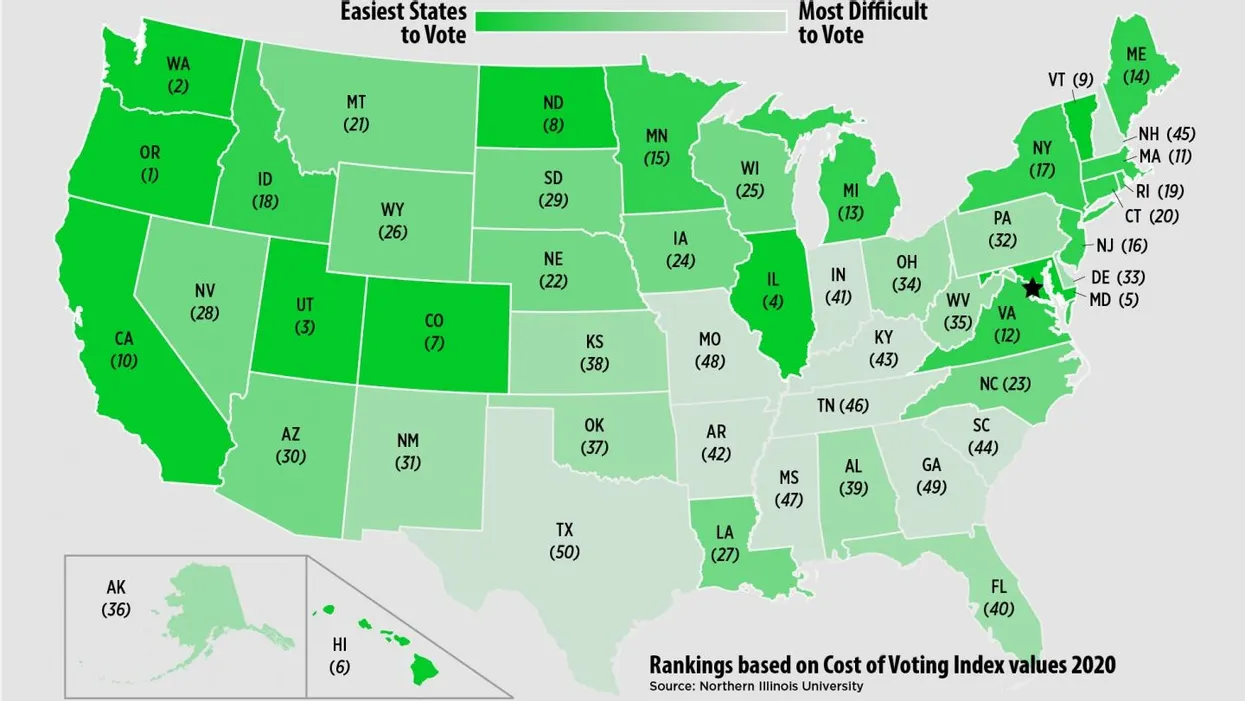 Easiest States
to Vote
Most Diffiicult
to Vote
WA
(2)
OR
(1)
CA
(10)
ID
(18)
NV
(28)
MT
(21)
WY
(26)
UT
(3)
CO
(7)
AZ
(30)
NM
(31)
ND
(8)
SD
(29)
NE
(22)
KS
(38)
OK
(37)
TX
(50)
MN
(15)
IA
(24)
MO
(48)
AR
(42)
LA
(27)
WI
(25)
IL
(4)
MI
(13)
IN
(41)
OH
(34)
KY
(43)
TN (46)
MS
(47)
AL
(39)
GA
(49)
FL
(40)
SC
(44)
NC (23)
VA
(12)
WV
(35)
PA
(32)
NY
(17)
VT (9)
ME
(14)
NH (45)
MA (11)
RI (19)
CT (20)
NJ (16)
DE (33)
MD (5)
AK
(36)
HI
(6)
Rankings based on Cost of Voting Index values 2020
Source: Northern Illinois University